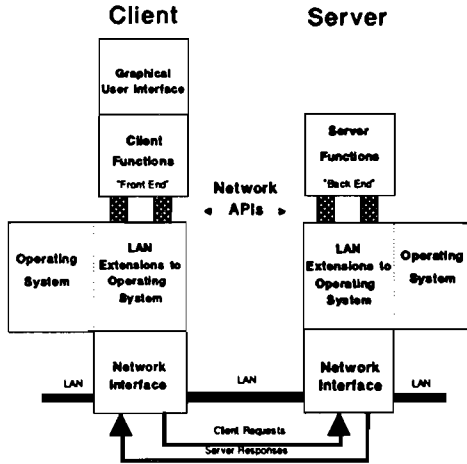 Client
Server
Graphical
User Interface
Client
Functions
"Front End"
Server
Functions
"Back End"
Network
APIs
Operating
System
LAN
Extensions to
Operating
System
LAN
Extensions to
Operating
System
Operating
System
Network
Interface
Network
Interface
LAN
LAN
LAN
Client Requests
Server Responses